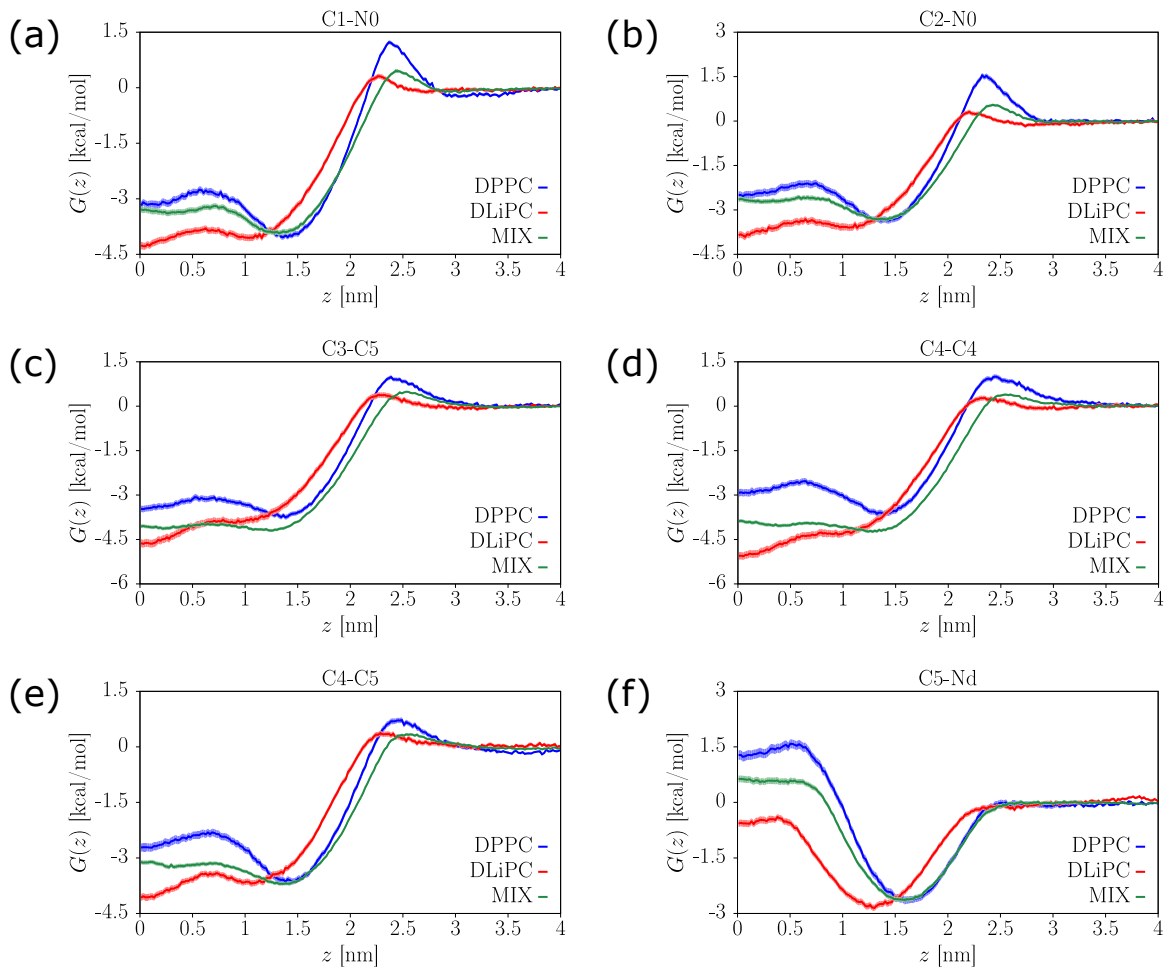 (a)
C1-N0
G(z) [kcal/mol]
1.5
0
-1.5
-3
-4.5
DPPC
DLiPC
MIX
0 0.5 1 1.5 2 2.5 3 3.5 4
z [nm]
(b)
C2-N0
G(z) [kcal/mol]
3
1.5
0
-1.5
-3
-4.5
DPPC
DLiPC
MIX
0 0.5 1 1.5 2 2.5 3 3.5 4
z [nm]
(c)
C3-C5
G(z) [kcal/mol]
1.5
0
-1.5
-3
-4.5
-6
DPPC
DLiPC
MIX
0 0.5 1 1.5 2 2.5 3 3.5 4
z [nm]
(d)
C4-C4
G(z) [kcal/mol]
1.5
0
-1.5
-3
-4.5
-6
DPPC
DLiPC
MIX
0 0.5 1 1.5 2 2.5 3 3.5 4
z [nm]
(e)
C4-C5
G(z) [kcal/mol]
1.5
0
-1.5
-3
-4.5
DPPC
DLiPC
MIX
0 0.5 1 1.5 2 2.5 3 3.5 4
z [nm]
(f)
C5-Nd
G(z) [kcal/mol]
3
1.5
0
-1.5
-3
DPPC
DLiPC
MIX
0 0.5 1 1.5 2 2.5 3 3.5 4
z [nm]